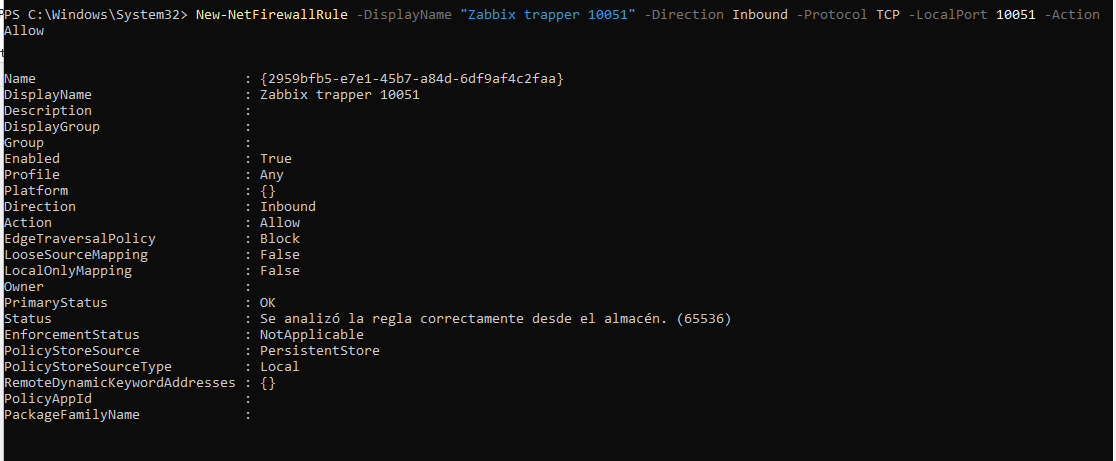 PS C:\Windows\System32> New-NetFirewallRule -DisplayName "Zabbix trapper 10051" -Direction Inbound -Protocol TCP -LocalPort 10051 -Action
Allow
Name : {2959bfb5-e7e1-45b7-a84d-6df9af4c2faa}
DisplayName : Zabbix trapper 10051
Description :
DisplayGroup :
Group :
Enabled : True
Profile : Any
Platform : {}
Direction : Inbound
Action : Allow
EdgeTraversalPolicy : Block
LooseSourceMapping : False
LocalOnlyMapping : False
Owner :
PrimaryStatus : OK
Status : Se analizó la regla correctamente desde el almacén. (65536)
EnforcementStatus : NotApplicable
PolicyStoreSource : PersistentStore
PolicyStoreSourceType : Local
RemoteDynamicKeywordAddresses : {}
PolicyAppId :
PackageFamilyName :